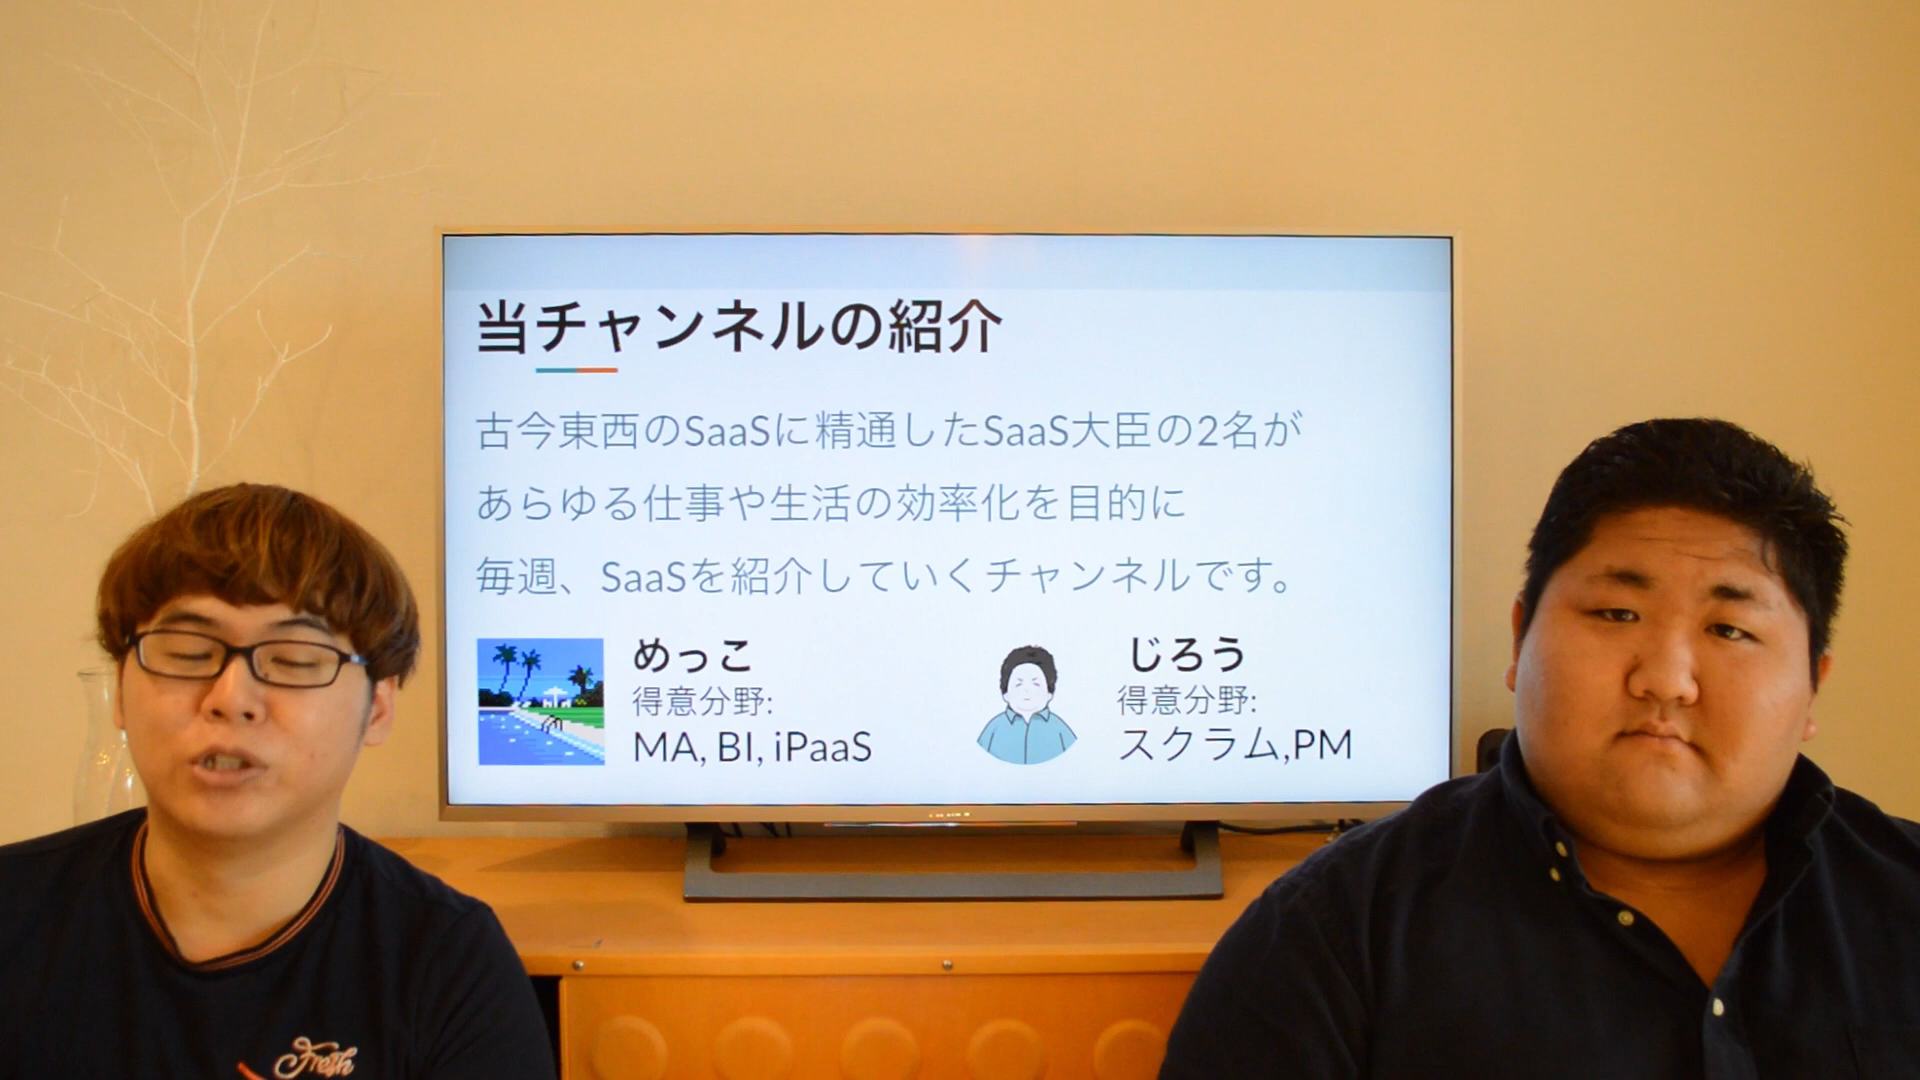 当チャンネルの紹介
古今東西のSaaSに精通したSaaS大臣の2名が
あらゆる仕事や生活の効率化を目的に
毎週、SaaSを紹介していくチャンネルです。
めっこ
得意分野:
MA, BI, iPaaS
じろう
得意分野:
スクラム,PM
Fresh